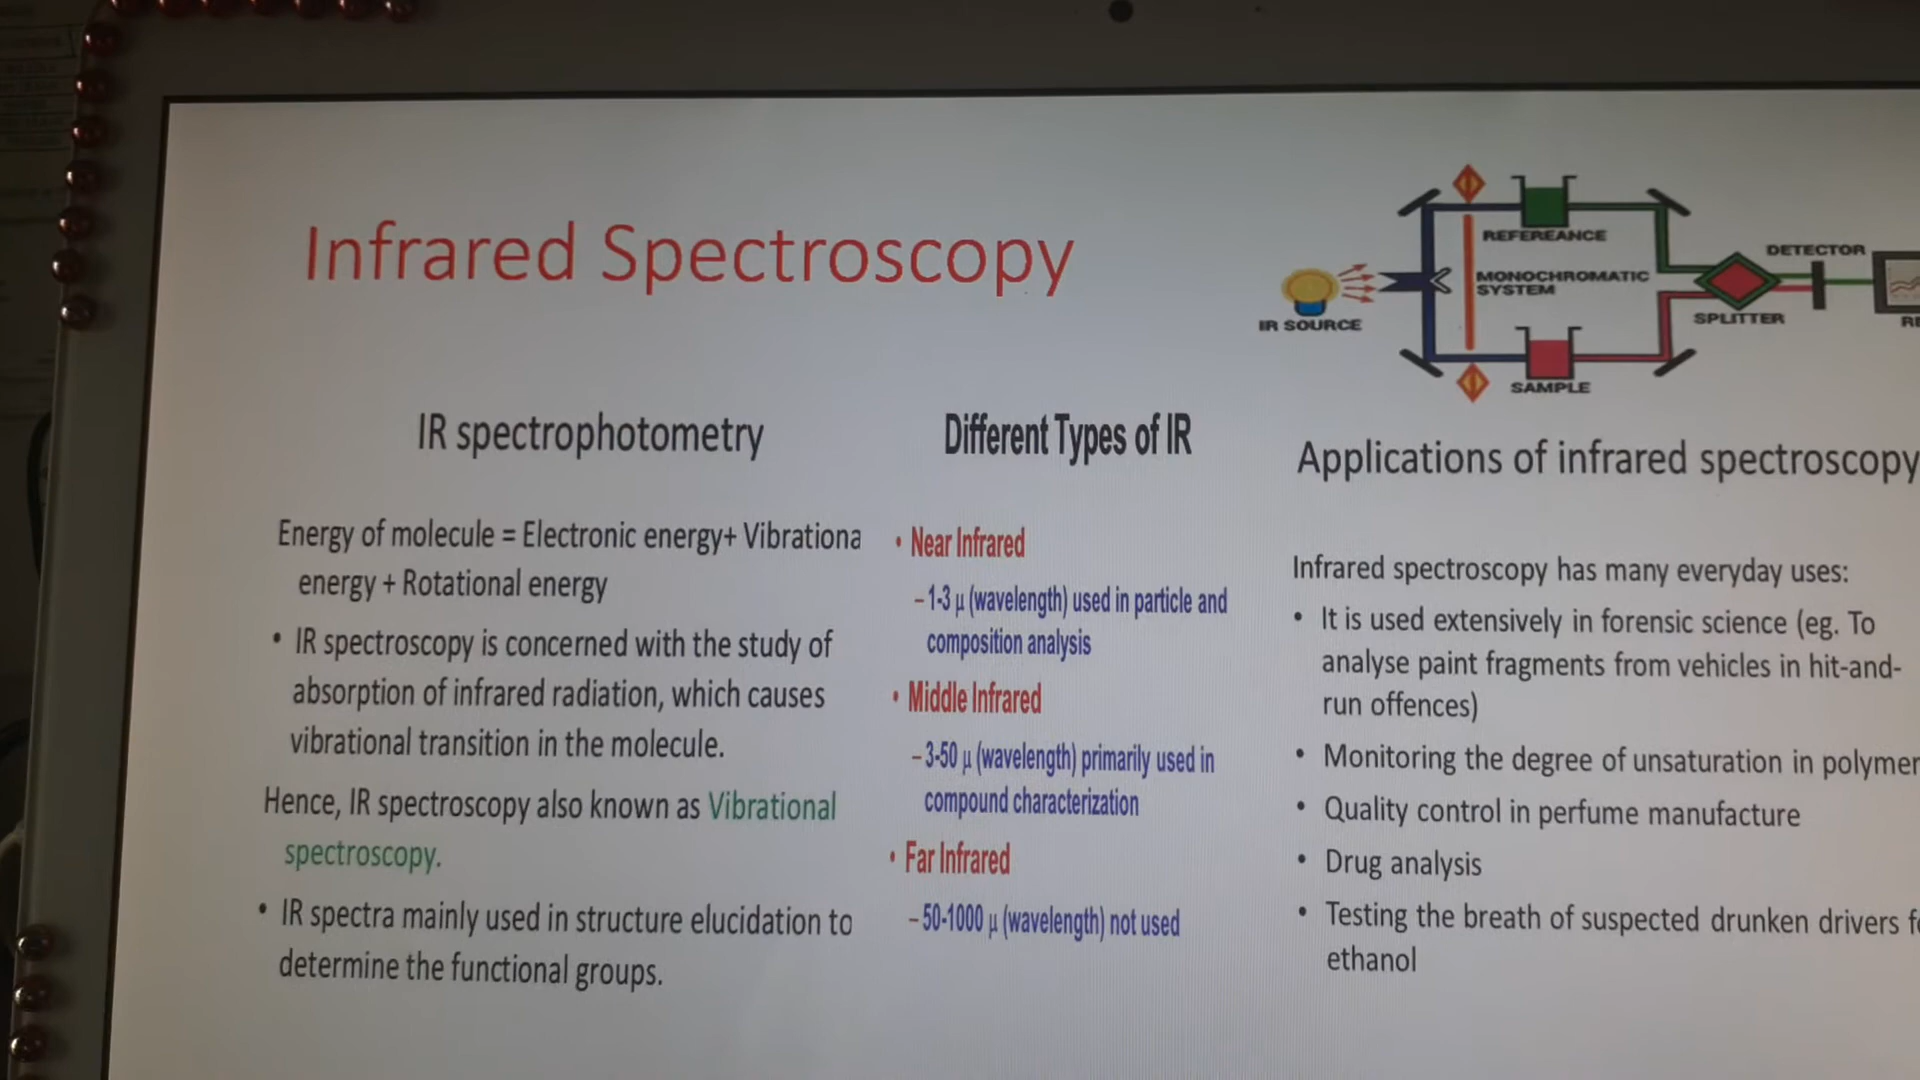 Infrared Spectroscopy
REFEREANCE
DETECTOR
MONOCHROMATIC
SYSTEM
IR SOURCE
SPLITTER
SAMPLE
IR spectrophotometry
Energy of molecule = Electronic energy+ Vibrationa
energy + Rotational energy
• IR spectroscopy is concerned with the study of
absorption of infrared radiation, which causes
vibrational transition in the molecule.
Hence, IR spectroscopy also known as Vibrational
spectroscopy.
• IR spectra mainly used in structure elucidation to
determine the functional groups.
Different Types of IR
• Near Infrared
– 1-3 µ (wavelength) used in particle and
composition analysis
• Middle Infrared
– 3-50 µ (wavelength) primarily used in
compound characterization
• Far Infrared
– 50-1000 µ (wavelength) not used
Applications of infrared spectroscopy
Infrared spectroscopy has many everyday uses:
• It is used extensively in forensic science (eg. To
analyse paint fragments from vehicles in hit-and-
run offences)
• Monitoring the degree of unsaturation in polymer
• Quality control in perfume manufacture
• Drug analysis
• Testing the breath of suspected drunken drivers f
ethanol